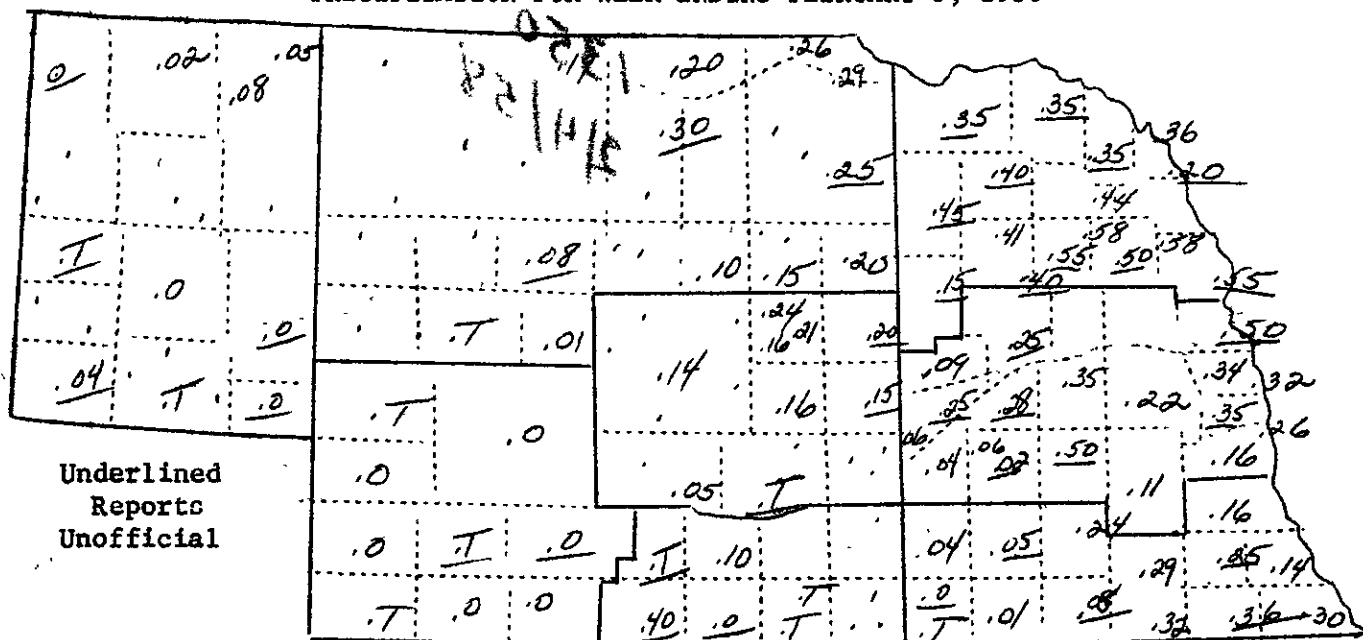 0 .02 .05 .08 .20 .26 .29
.30 .35 .35 .36
.25 .40 .35 .20
.45 .44
.T .08 .10 .15 .20 .41 .58 .55 .50 .38
.0 .15 .40 .55
.0 .T .01 .24 .16 .21 .20 .25 .50
.04 .T .0 .14 .09 .35 .34 .32
.T .0 .16 .15 .25 .28 .22 .35 .26
Underlined
Reports
Unofficial
.0 .05 .T .06 .04 .06 .02 .50 .11 .16
.0 .T .0 .T .10 .04 .05 .24 .16
.29 .14
.T .0 .0 .40 .0 .T .T .0 .T .01 .08 .32 .36 .30